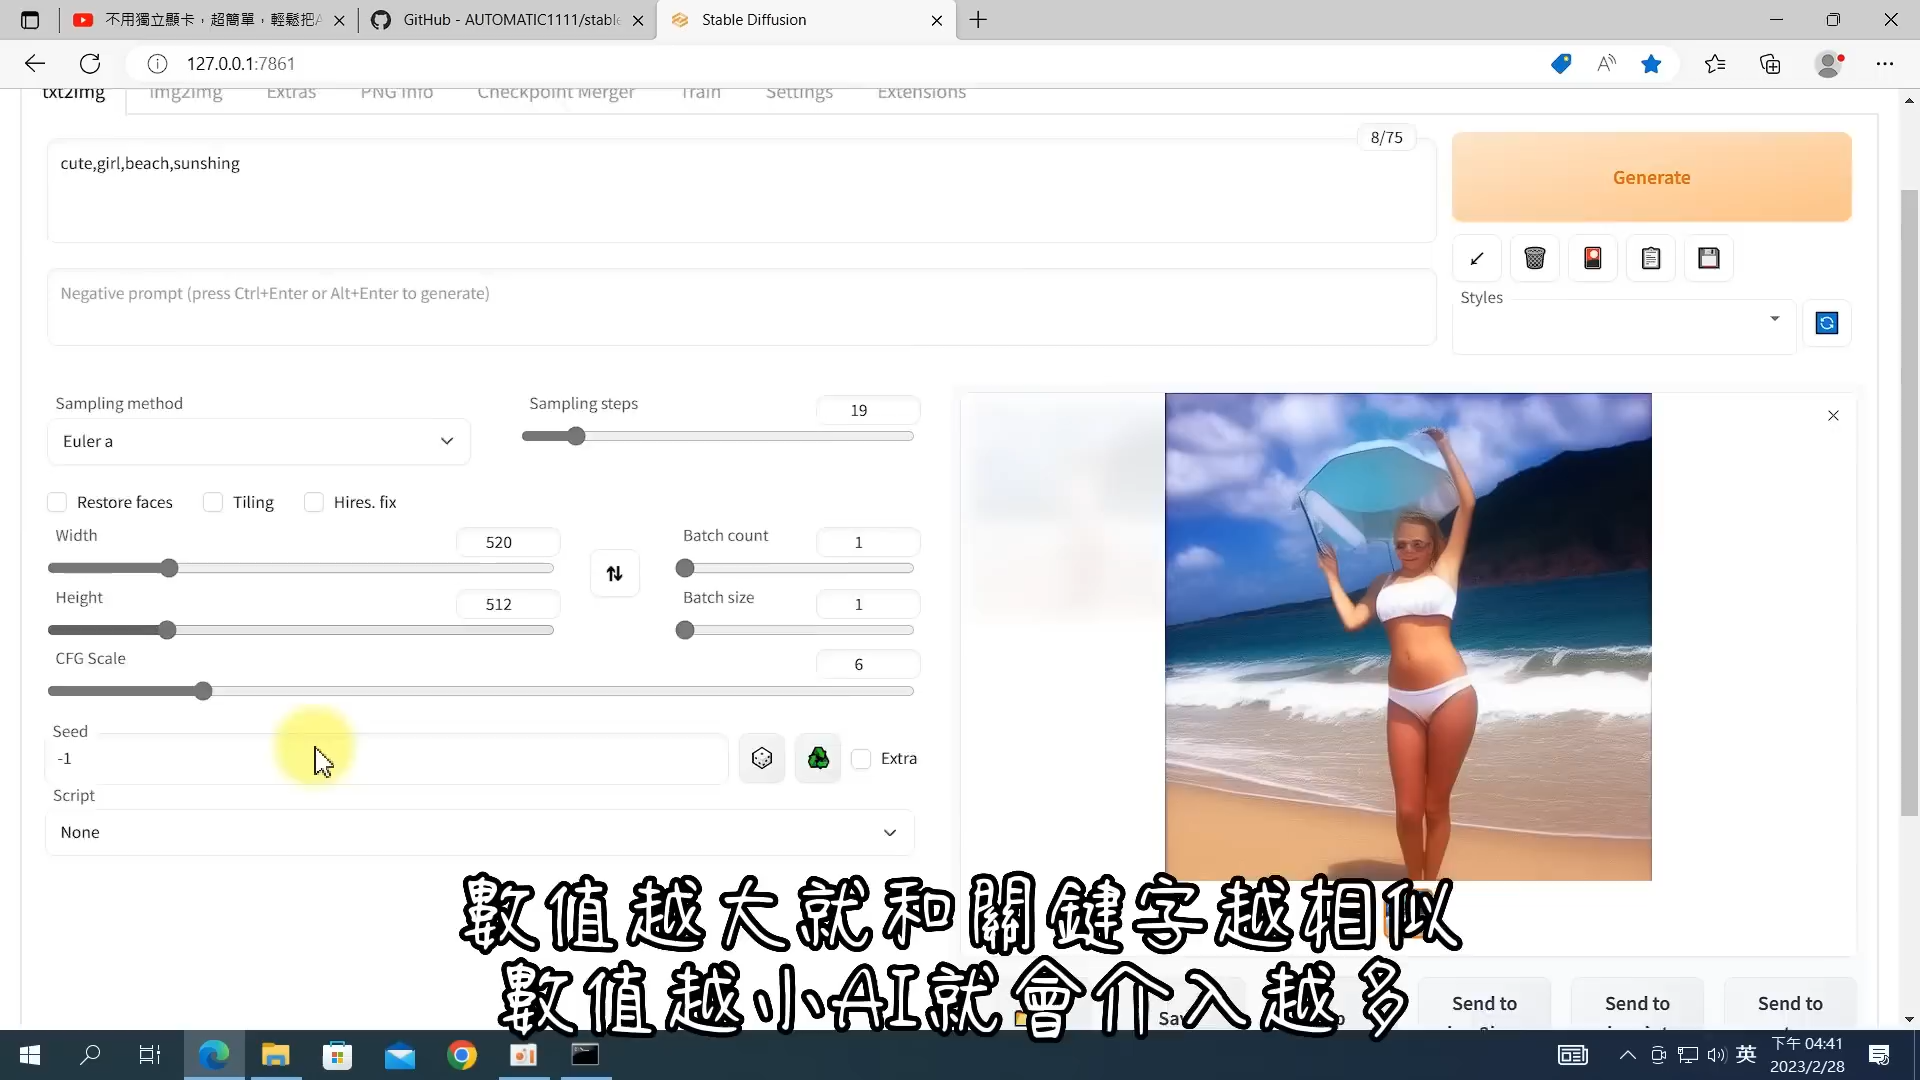 不用獨立顯卡，超簡單，輕鬆把A
GitHub - AUTOMATIC1111/stable
Stable Diffusion
127.0.0.1:7861
txt2img
img2img
Extras
PNG Info
Checkpoint Merger
Train
Settings
Extensions
8/75
cute,girl,beach,sunshing
Generate
Negative prompt (press Ctrl+Enter or Alt+Enter to generate)
Styles
Sampling method
Sampling steps
19
Euler a
Restore faces
Tiling
Hires. fix
Width
520
Batch count
1
Height
512
Batch size
1
CFG Scale
6
Seed
-1
Extra
Script
None
數值越大就和關鍵字越相似
數值越小AI就會介入越多
Send to
Send to
Send to
英
下午 04:41
2023/2/28